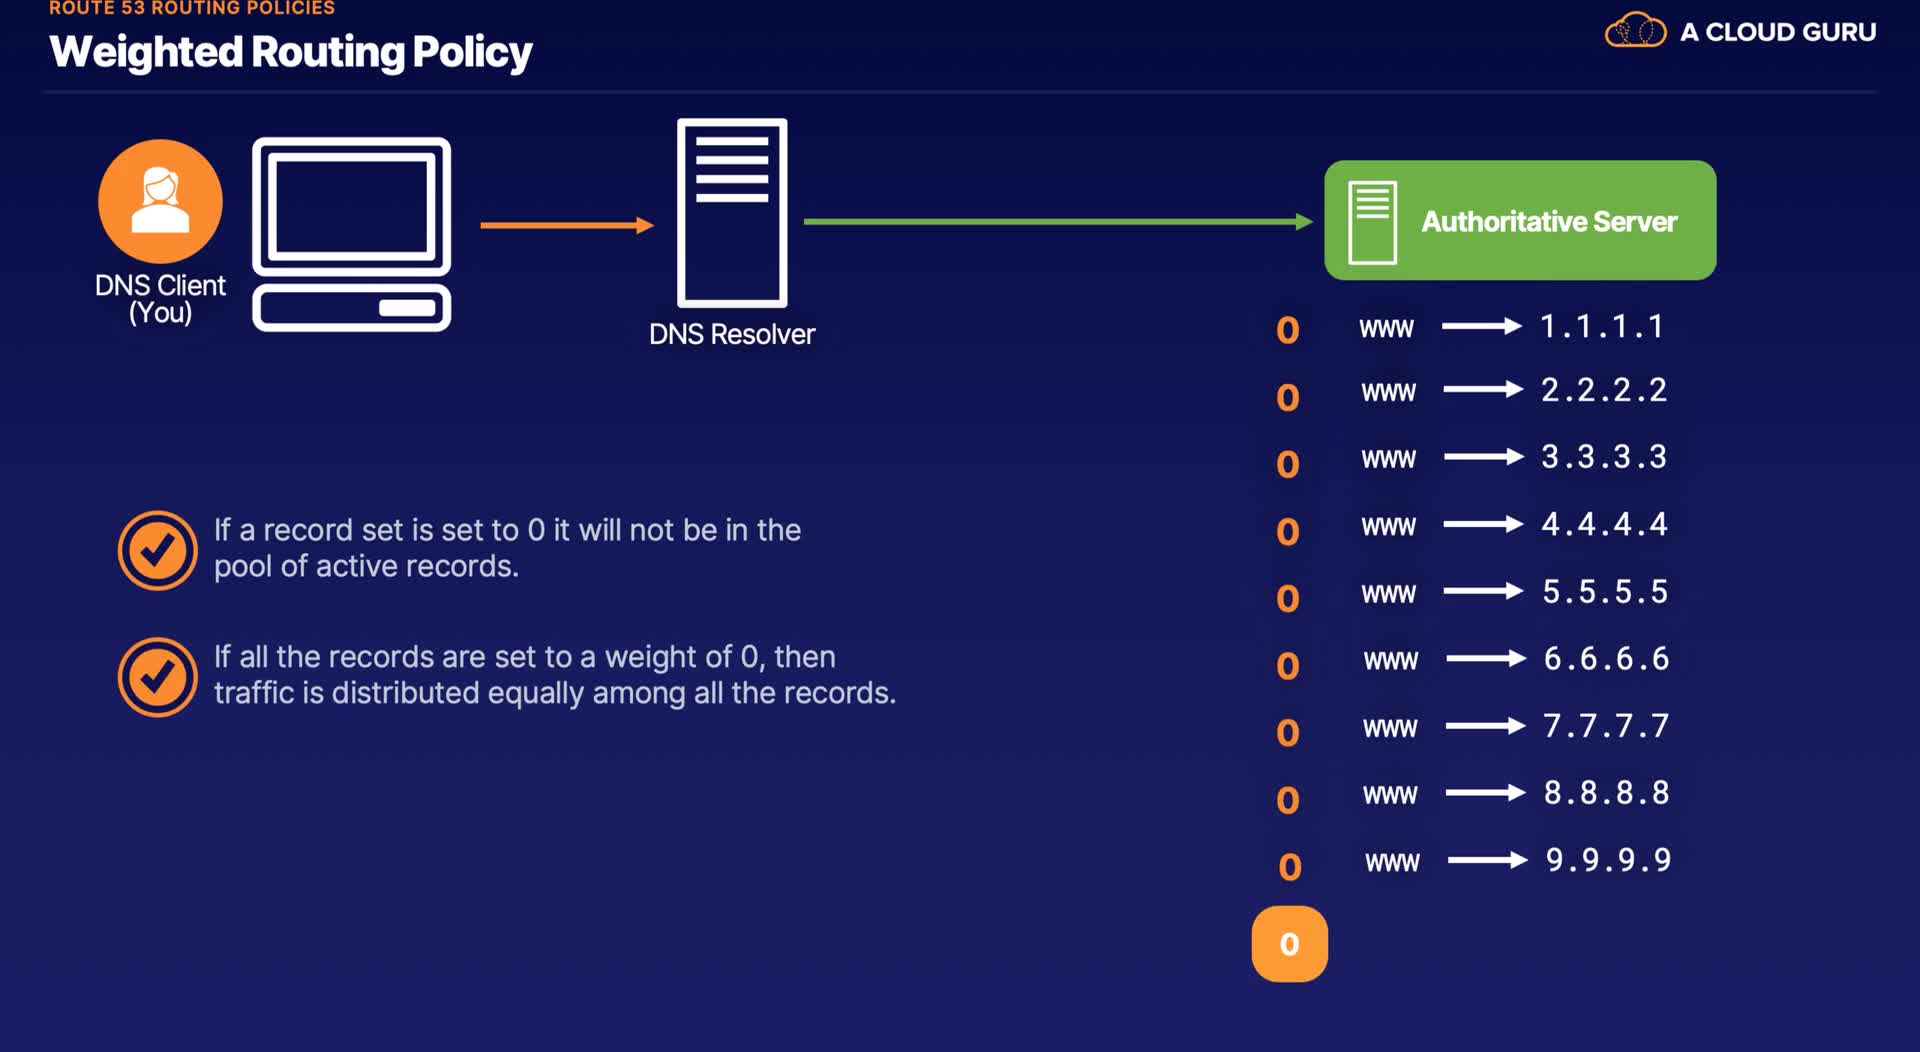 ROUTE 53 ROUTING POLICIES
Weighted Routing Policy
A CLOUD GURU
DNS Client
(You)
DNS Resolver
Authoritative Server
0 www 1.1.1.1
0 www 2.2.2.2
0 www 3.3.3.3
0 www 4.4.4.4
0 www 5.5.5.5
0 www 6.6.6.6
0 www 7.7.7.7
0 www 8.8.8.8
0 www 9.9.9.9
0
If a record set is set to 0 it will not be in the
pool of active records.
If all the records are set to a weight of 0, then
traffic is distributed equally among all the records.